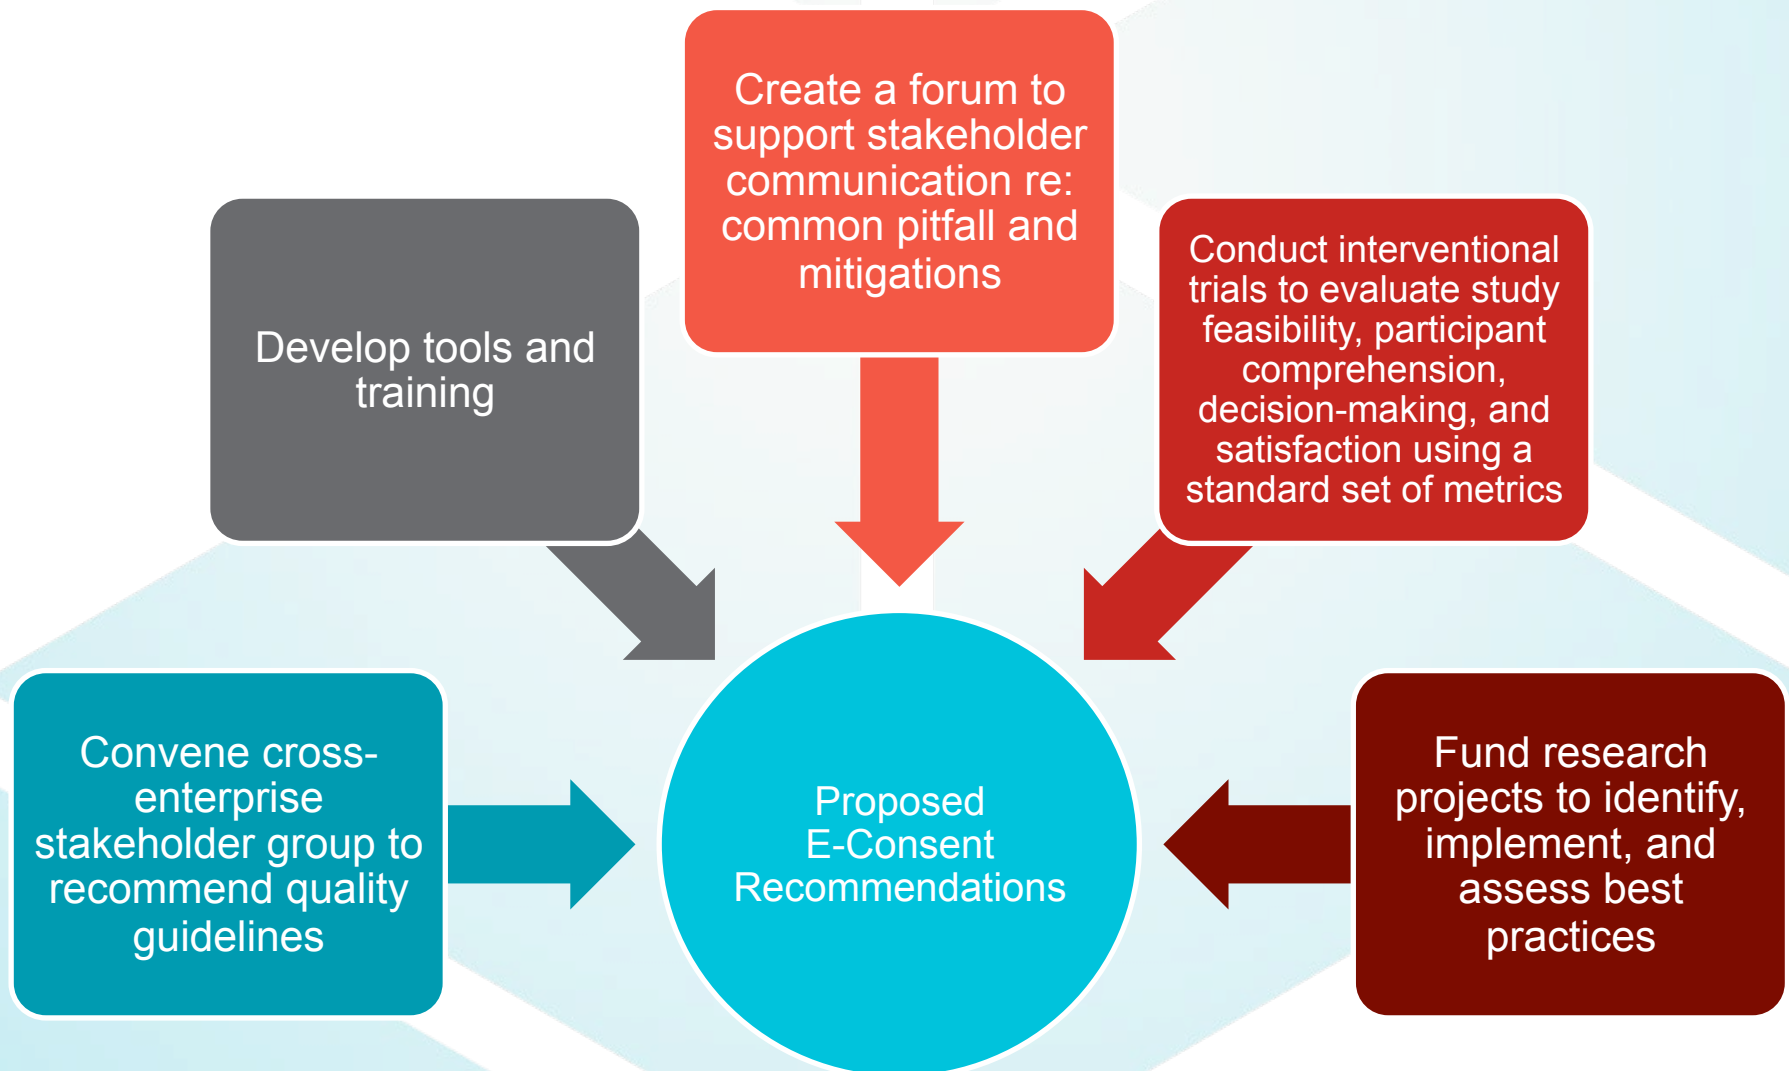 Create a forum to
support stakeholder
communication re:
common pitfall and
mitigations
Develop tools and
training
Conduct interventional
trials to evaluate study
feasibility, participant
comprehension,
decision-making, and
satisfaction using a
standard set of metrics
Convene cross-
enterprise
stakeholder group to
recommend quality
guidelines
Proposed
E-Consent
Recommendations
Fund research
projects to identify,
implement, and
assess best
practices